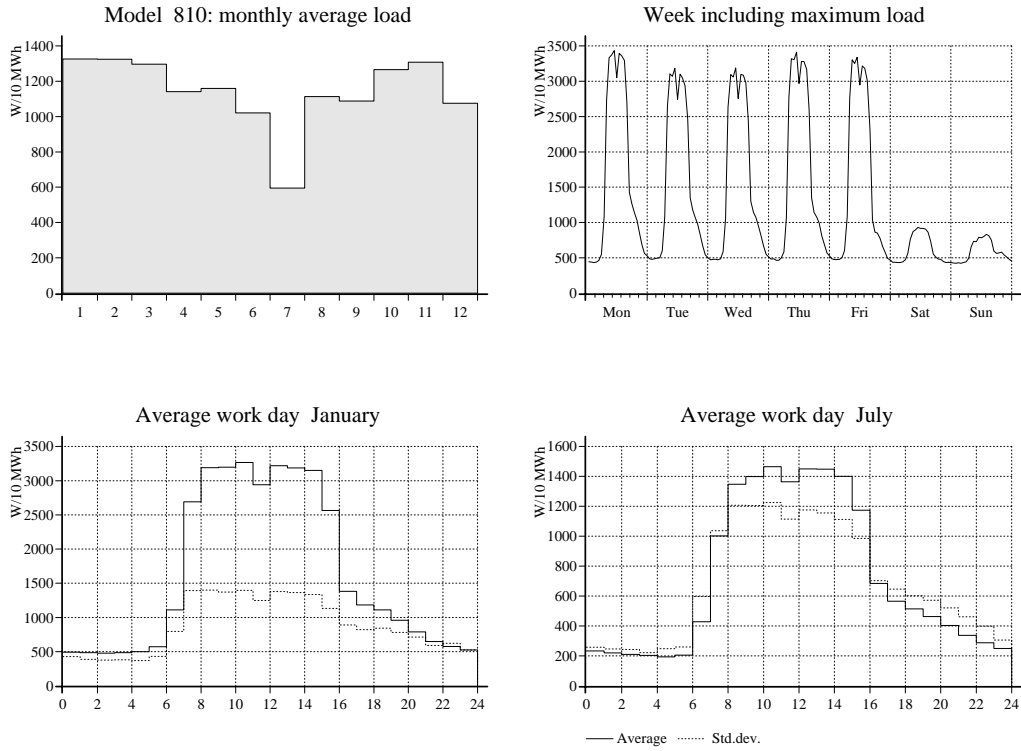 Model 810: monthly average load
W/10 MWh
1400
1200
1000
800
600
400
200
0
1 2 3 4 5 6 7 8 9 10 11 12
Week including maximum load
W/10 MWh
3500
3000
2500
2000
1500
1000
500
0
Mon Tue Wed Thu Fri Sat Sun
Average work day January
W/10 MWh
3500
3000
2500
2000
1500
1000
500
0
0 2 4 6 8 10 12 14 16 18 20 22 24
Average work day July
W/10 MWh
1600
1400
1200
1000
800
600
400
200
0
0 2 4 6 8 10 12 14 16 18 20 22 24
Average Std.dev.